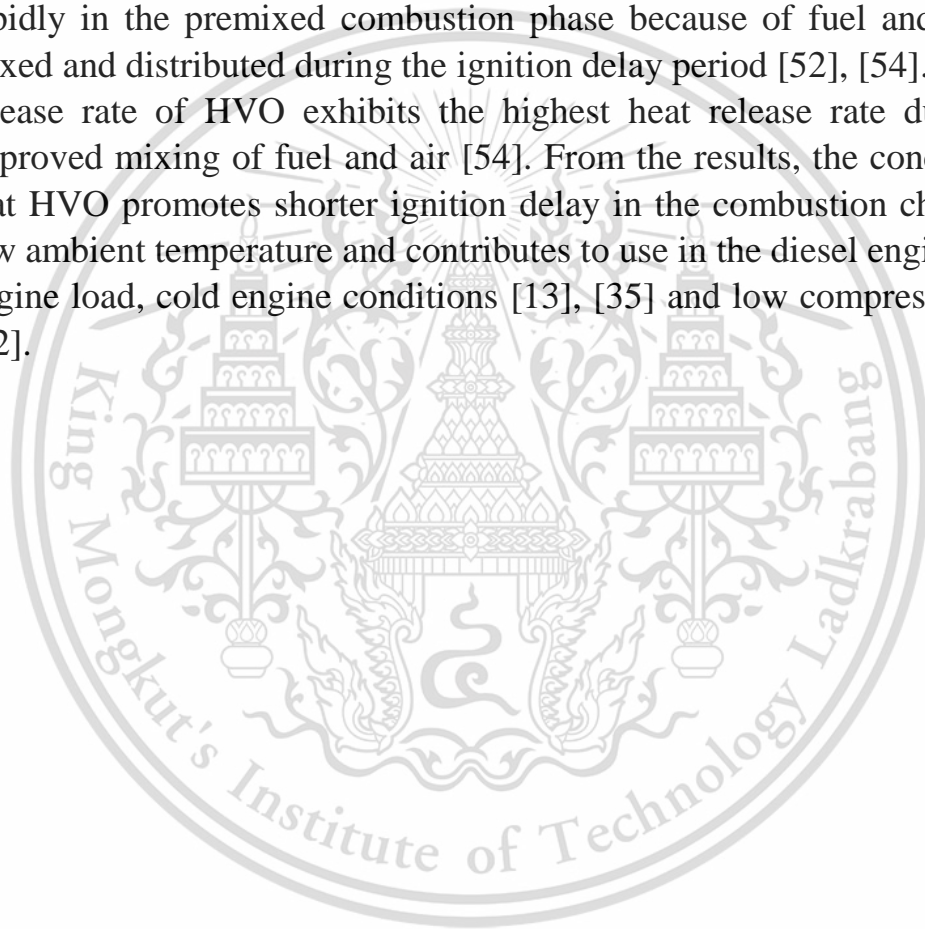 pidly in the premixed combustion phase because of fuel and
xed and distributed during the ignition delay period [52], [54].
ease rate of HVO exhibits the highest heat release rate du
proved mixing of fuel and air [54]. From the results, the conc
at HVO promotes shorter ignition delay in the combustion ch
w ambient temperature and contributes to use in the diesel engi
gine load, cold engine conditions [13], [35] and low compres
2].
King Mongkut's Institute of Technology Ladkrabang